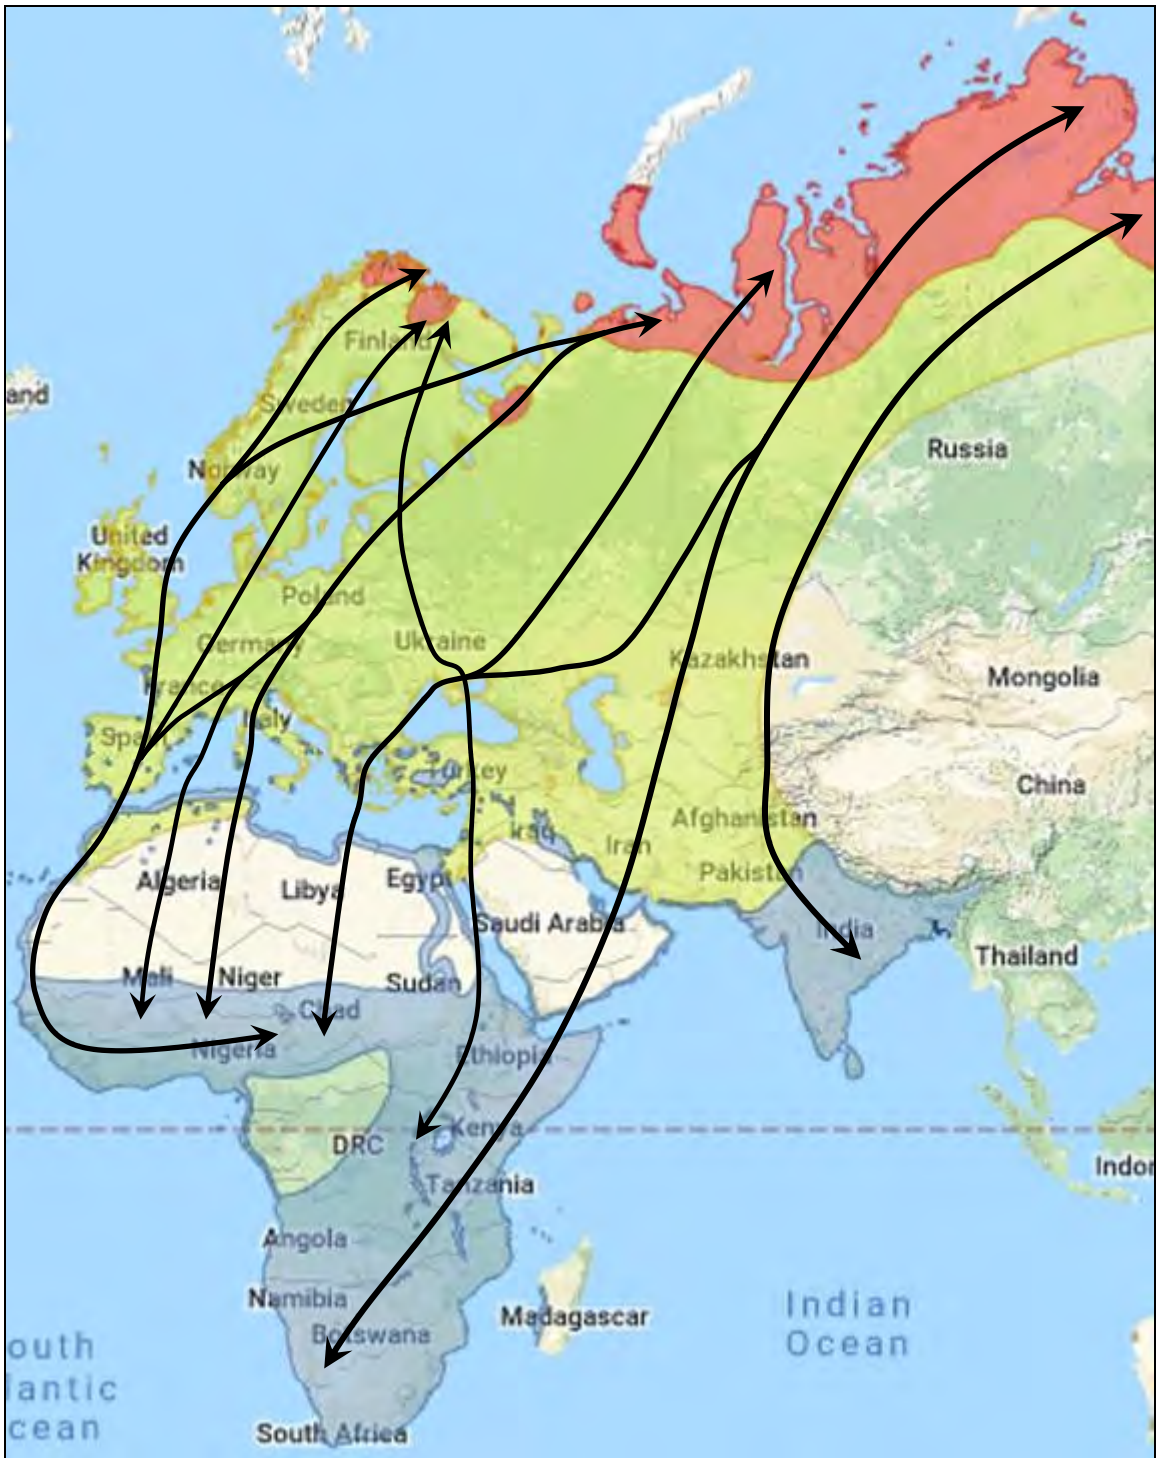 Finland
and
Sweden
Russia
Norway
United
Kingdom
Poland
Germany
Ukraine
Kazakhstan
Mongolia
France
Italy
Spain
Turkey
China
Afghanistan
Iraq
Iran
Pakistan
Algeria
Libya
Egypt
Saudi Arabia
India
Thailand
Mali
Niger
Sudan
Chad
Nigeria
Ethiopia
Kenya
DRC
Indon
Tanzania
Angola
Namibia
Madagascar
Indian
Ocean
Botswana
outh
lantic
cean
South Africa